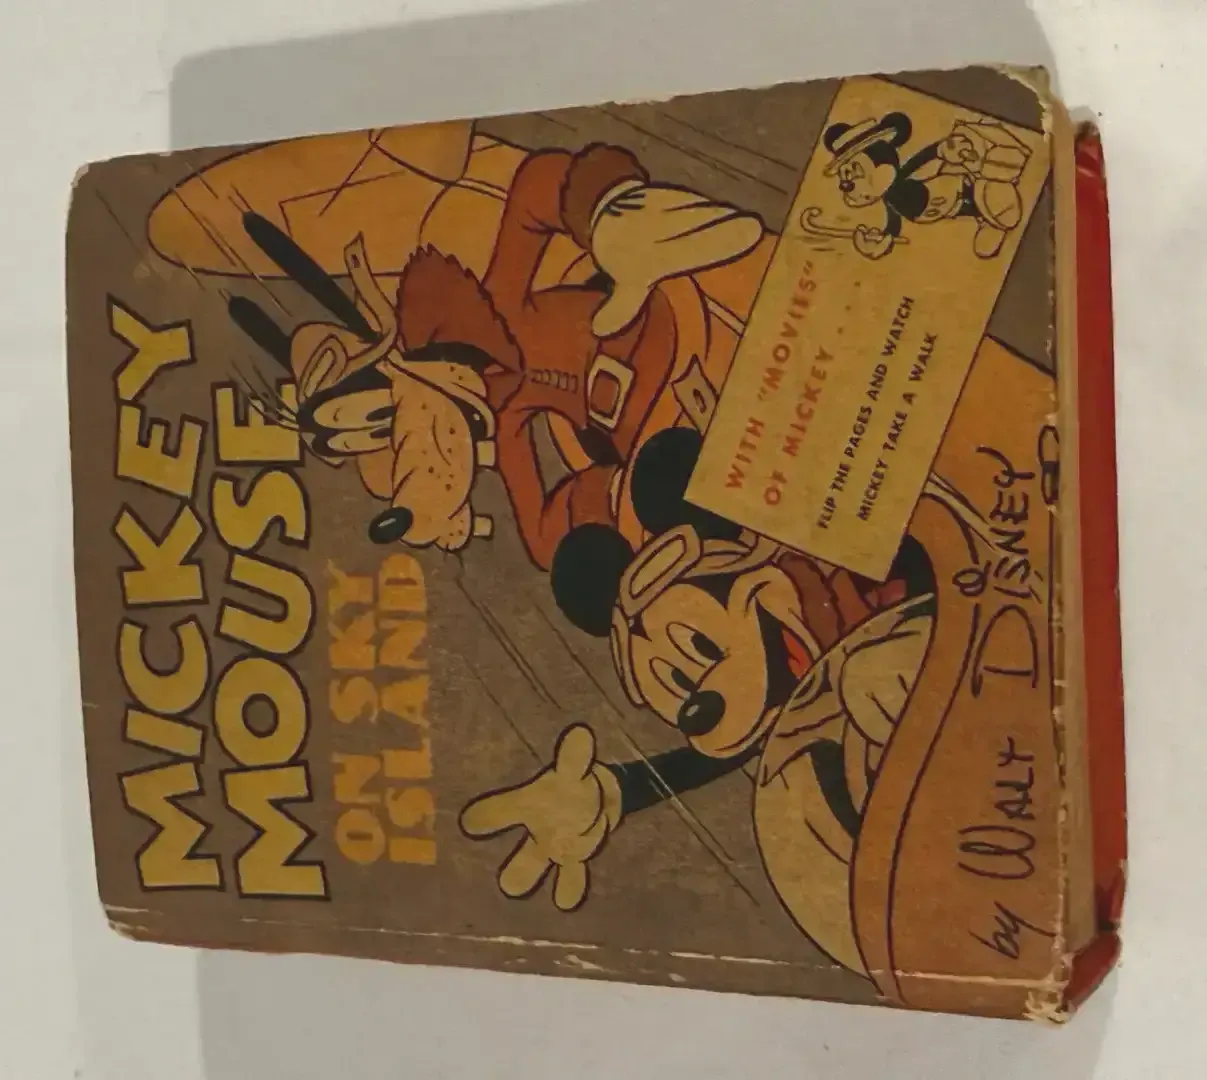 MICKEY
MOUSE
ON SKY
ISLAND
WITH "MOVIES"
OF MICKEY....
FLIP THE PAGES AND WATCH
MICKEY TAKE A WALK
by WALT DISNEY